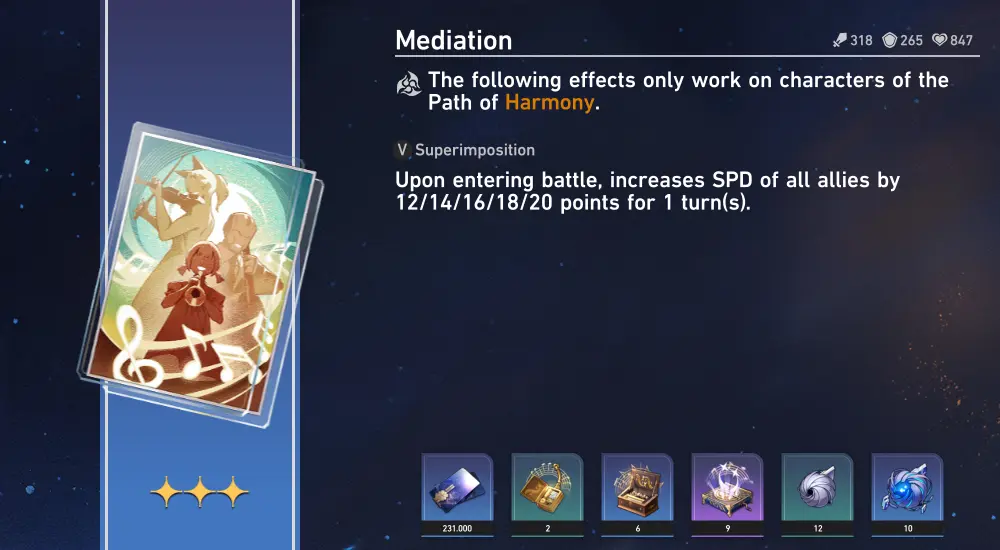 Mediation
318 265 847
The following effects only work on characters of the
Path of Harmony.
V Superimposition
Upon entering battle, increases SPD of all allies by
12/14/16/18/20 points for 1 turn(s).
231.000 2 6 9 12 10